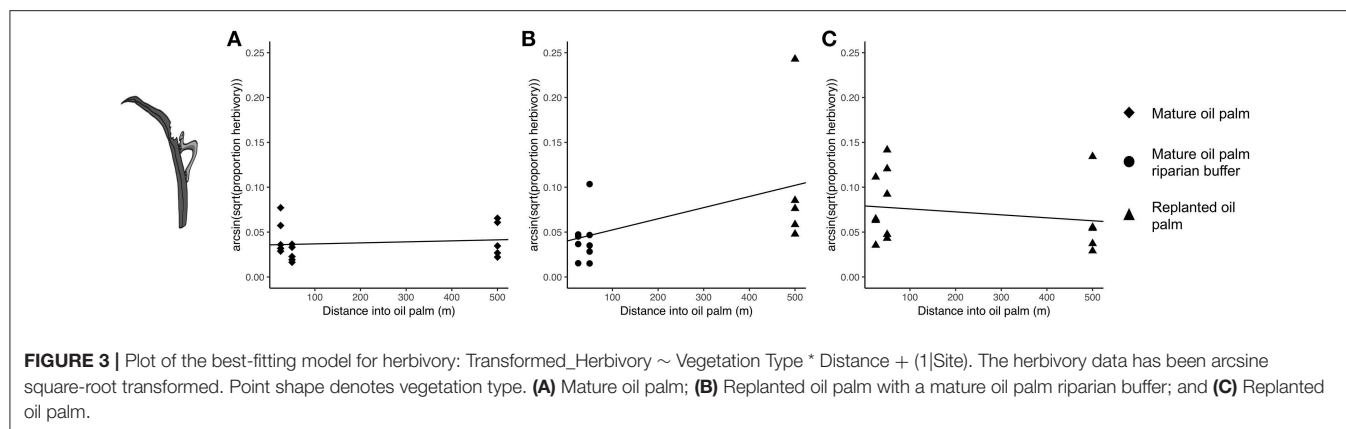 A
B
C
arcsin(sqrt(proportion herbivory))
0.25
0.20
0.15
0.10
0.05
0.00
100
200
300
400
500
Distance into oil palm (m)
arcsin(sqrt(proportion herbivory))
0.25
0.20
0.15
0.10
0.05
0.00
100
200
300
400
500
Distance into oil palm (m)
arcsin(sqrt(proportion herbivory))
0.25
0.20
0.15
0.10
0.05
0.00
100
200
300
400
500
Distance into oil palm (m)
Mature oil palm
Mature oil palm
riparian buffer
Replanted oil
palm
FIGURE 3 | Plot of the best-fitting model for herbivory: Transformed_Herbivory ∼ Vegetation Type * Distance + (1|Site). The herbivory data has been arcsine
square-root transformed. Point shape denotes vegetation type. (A) Mature oil palm; (B) Replanted oil palm with a mature oil palm riparian buffer; and (C) Replanted
oil palm.